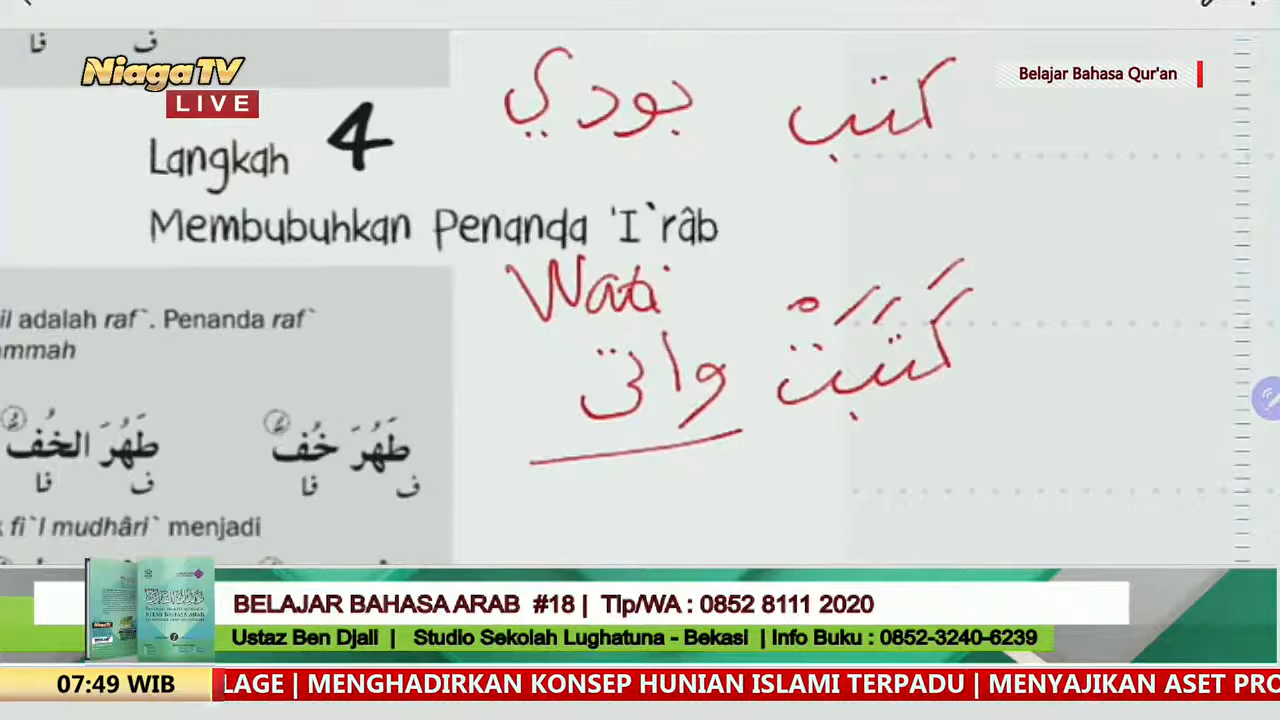 ڧ ڧا
NiagaTV
LIVE
Belajar Bahasa Qur'an
كتب بودي
Langkah 4
Membubuhkan Penanda 'I`râb
Wati
كَتَبَتْ واتى
il adalah raf`. Penanda raf`
ammah
طَهُرَ خُف
ف فا
طَهُرَ الخُف
ف فا
k fi`l mudhâri` menjadi
BELAJAR BAHASA ARAB #18 | Tlp/WA : 0852 8111 2020
Ustaz Ben Djali | Studio Sekolah Lughatuna - Bekasi | Info Buku : 0852-3240-6239
07:49 WIB
LAGE | MENGHADIRKAN KONSEP HUNIAN ISLAMI TERPADU | MENYAJIKAN ASET PRO